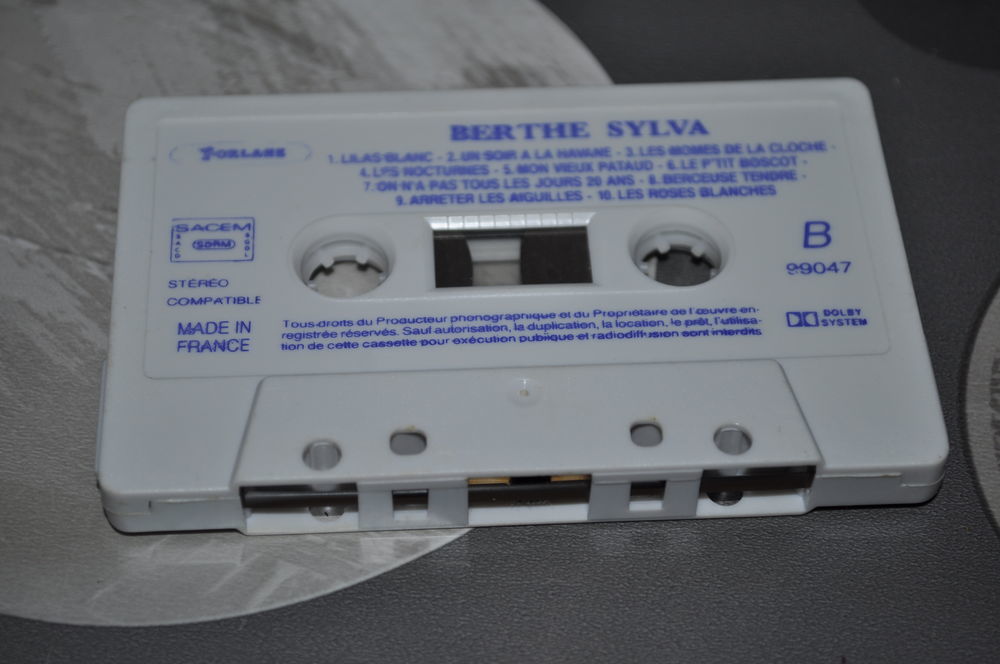 BERTHE SYLVA
FORLANE
1. LILAS BLANC - 2. UN SOIR A LA HAVANE - 3. LES MOMES DE LA CLOCHE -
4. LES NOCTURNES - 5. MON VIEUX PATAUD - 6. LE P'TIT BOSCOT -
7. ON N'A PAS TOUS LES JOURS 20 ANS - 8. BERCEUSE TENDRE -
9. ARRETER LES AIGUILLES - 10. LES ROSES BLANCHES
SACEM
SACD SDRM SGDL
B
99047
STÉRÉO
COMPATIBLE
MADE IN
FRANCE
Tous droits du Producteur phonographique et du Propriétaire de l'œuvre en-
registrée réservés. Sauf autorisation, la duplication, la location, le prêt, l'utilisa-
tion de cette cassette pour exécution publique et radiodiffusion sont interdits
DOLBY
SYSTEM